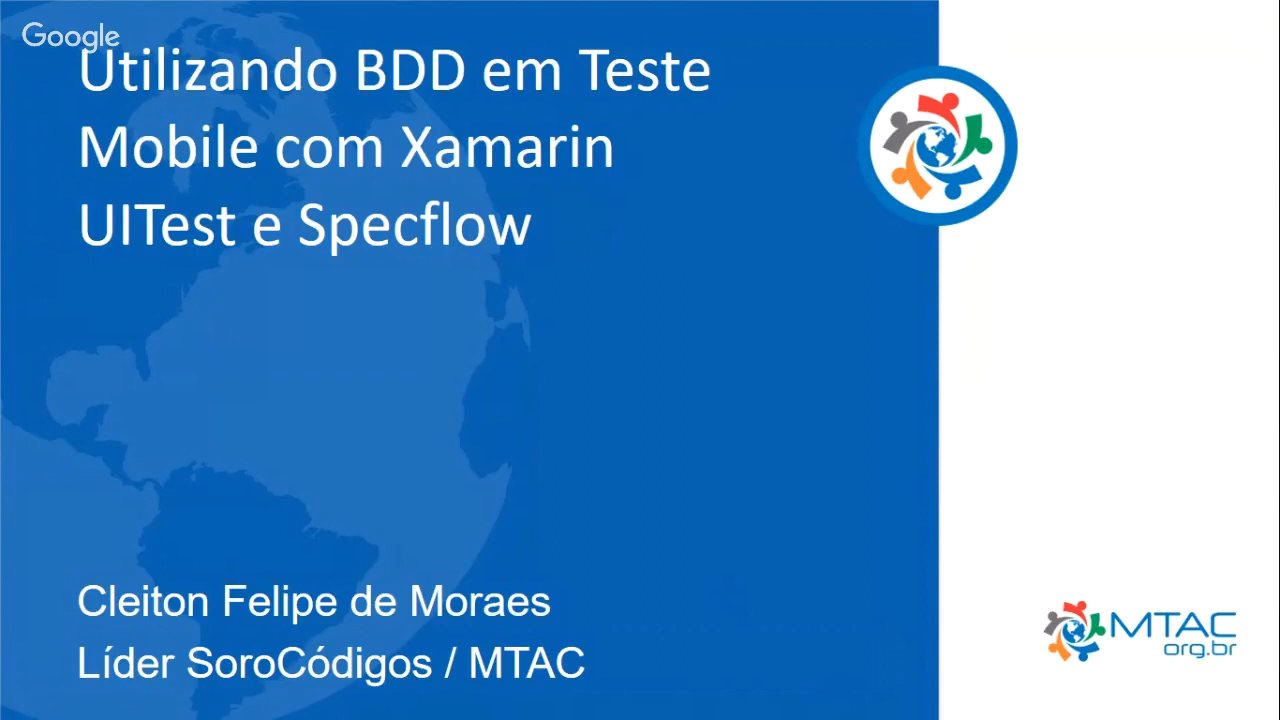 Google
Utilizando BDD em Teste
Mobile com Xamarin
UITest e Specflow
Cleiton Felipe de Moraes
Líder SoroCódigos / MTAC
MTAC
org.br